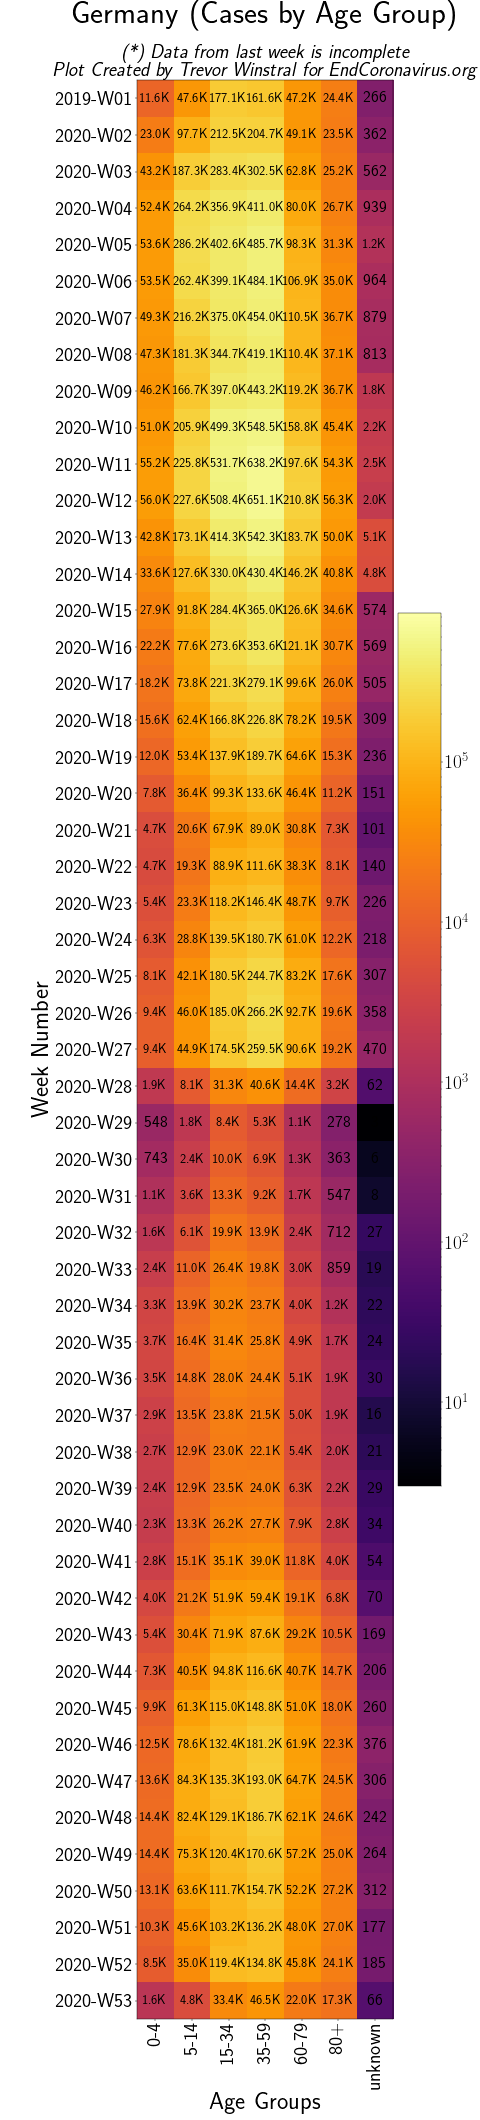 Germany (Cases by Age Group)
(*) Data from last week is incomplete
Plot Created by Trevor Winstral for EndCoronavirus.org
2019-W01 11.6K 47.6K 177.1K 161.6K 47.2K 24.4K 266
2020-W02 23.0K 97.7K 212.5K 204.7K 49.1K 23.5K 362
2020-W03 43.2K 187.3K 283.4K 302.5K 62.8K 25.2K 562
2020-W04 52.4K 264.2K 356.9K 411.0K 80.0K 26.7K 939
2020-W05 53.6K 286.2K 402.6K 485.7K 98.3K 31.3K 1.2K
2020-W06 53.5K 262.4K 399.1K 484.1K 106.9K 35.0K 964
2020-W07 49.3K 216.2K 375.0K 454.0K 110.5K 36.7K 879
2020-W08 47.3K 181.3K 344.7K 419.1K 110.4K 37.1K 813
2020-W09 46.2K 166.7K 397.0K 443.2K 119.2K 36.7K 1.8K
2020-W10 51.0K 205.9K 499.3K 548.5K 158.8K 45.4K 2.2K
2020-W11 55.2K 225.8K 531.7K 638.2K 197.6K 54.3K 2.5K
2020-W12 56.0K 227.6K 508.4K 651.1K 210.8K 56.3K 2.0K
2020-W13 42.8K 173.1K 414.3K 542.3K 183.7K 50.0K 5.1K
2020-W14 33.6K 127.6K 330.0K 430.4K 146.2K 40.8K 4.8K
2020-W15 27.9K 91.8K 284.4K 365.0K 126.6K 34.6K 574
2020-W16 22.2K 77.6K 273.6K 353.6K 121.1K 30.7K 569
2020-W17 18.2K 73.8K 221.3K 279.1K 99.6K 26.0K 505
2020-W18 15.6K 62.4K 166.8K 226.8K 78.2K 19.5K 309
2020-W19 12.0K 53.4K 137.9K 189.7K 64.6K 15.3K 236
2020-W20 7.8K 36.4K 99.3K 133.6K 46.4K 11.2K 151
2020-W21 4.7K 20.6K 67.9K 89.0K 30.8K 7.3K 101
2020-W22 4.7K 19.3K 88.9K 111.6K 38.3K 8.1K 140
2020-W23 5.4K 23.3K 118.2K 146.4K 48.7K 9.7K 226
2020-W24 6.3K 28.8K 139.5K 180.7K 61.0K 12.2K 218
2020-W25 8.1K 42.1K 180.5K 244.7K 83.2K 17.6K 307
2020-W26 9.4K 46.0K 185.0K 266.2K 92.7K 19.6K 358
2020-W27 9.4K 44.9K 174.5K 259.5K 90.6K 19.2K 470
2020-W28 1.9K 8.1K 31.3K 40.6K 14.4K 3.2K 62
2020-W29 548 1.8K 8.4K 5.3K 1.1K 278
2020-W30 743 2.4K 10.0K 6.9K 1.3K 363
2020-W31 1.1K 3.6K 13.3K 9.2K 1.7K 547 8
2020-W32 1.6K 6.1K 19.9K 13.9K 2.4K 712 27
2020-W33 2.4K 11.0K 26.4K 19.8K 3.0K 859 19
2020-W34 3.3K 13.9K 30.2K 23.7K 4.0K 1.2K 22
2020-W35 3.7K 16.4K 31.4K 25.8K 4.9K 1.7K 24
2020-W36 3.5K 14.8K 28.0K 24.4K 5.1K 1.9K 30
2020-W37 2.9K 13.5K 23.8K 21.5K 5.0K 1.9K 16
2020-W38 2.7K 12.9K 23.0K 22.1K 5.4K 2.0K 21
2020-W39 2.4K 12.9K 23.5K 24.0K 6.3K 2.2K 29
2020-W40 2.3K 13.3K 26.2K 27.7K 7.9K 2.8K 34
2020-W41 2.8K 15.1K 35.1K 39.0K 11.8K 4.0K 54
2020-W42 4.0K 21.2K 51.9K 59.4K 19.1K 6.8K 70
2020-W43 5.4K 30.4K 71.9K 87.6K 29.2K 10.5K 169
2020-W44 7.3K 40.5K 94.8K 116.6K 40.7K 14.7K 206
2020-W45 9.9K 61.3K 115.0K 148.8K 51.0K 18.0K 260
2020-W46 12.5K 78.6K 132.4K 181.2K 61.9K 22.3K 376
2020-W47 13.6K 84.3K 135.3K 193.0K 64.7K 24.5K 306
2020-W48 14.4K 82.4K 129.1K 186.7K 62.1K 24.6K 242
2020-W49 14.4K 75.3K 120.4K 170.6K 57.2K 25.0K 264
2020-W50 13.1K 63.6K 111.7K 154.7K 52.2K 27.2K 312
2020-W51 10.3K 45.6K 103.2K 136.2K 48.0K 27.0K 177
2020-W52 8.5K 35.0K 119.4K 134.8K 45.8K 24.1K 185
2020-W53 1.6K 4.8K 33.4K 46.5K 22.0K 17.3K 66
0-4 5-14 15-34 35-59 60-79 80+ unknown
Age Groups
Week Number
10^5
10^4
10^3
10^2
10^1